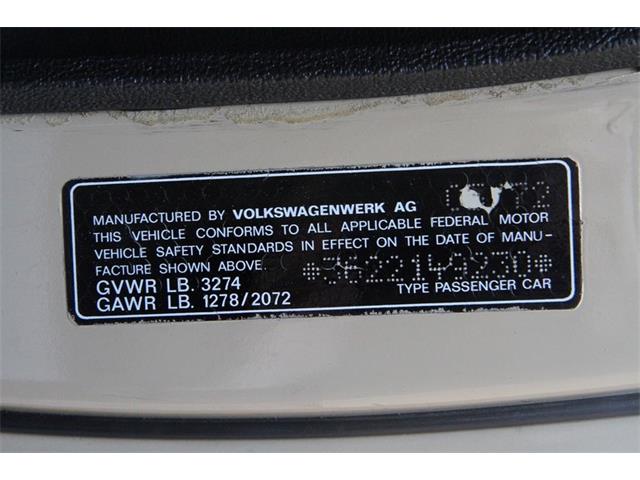 MANUFACTURED BY VOLKSWAGENWERK AG
THIS VEHICLE CONFORMS TO ALL APPLICABLE FEDERAL MOTOR
VEHICLE SAFETY STANDARDS IN EFFECT ON THE DATE OF MANU-
FACTURE SHOWN ABOVE.
GVWR LB. 3274
GAWR LB. 1278/2072
TYPE PASSENGER CAR